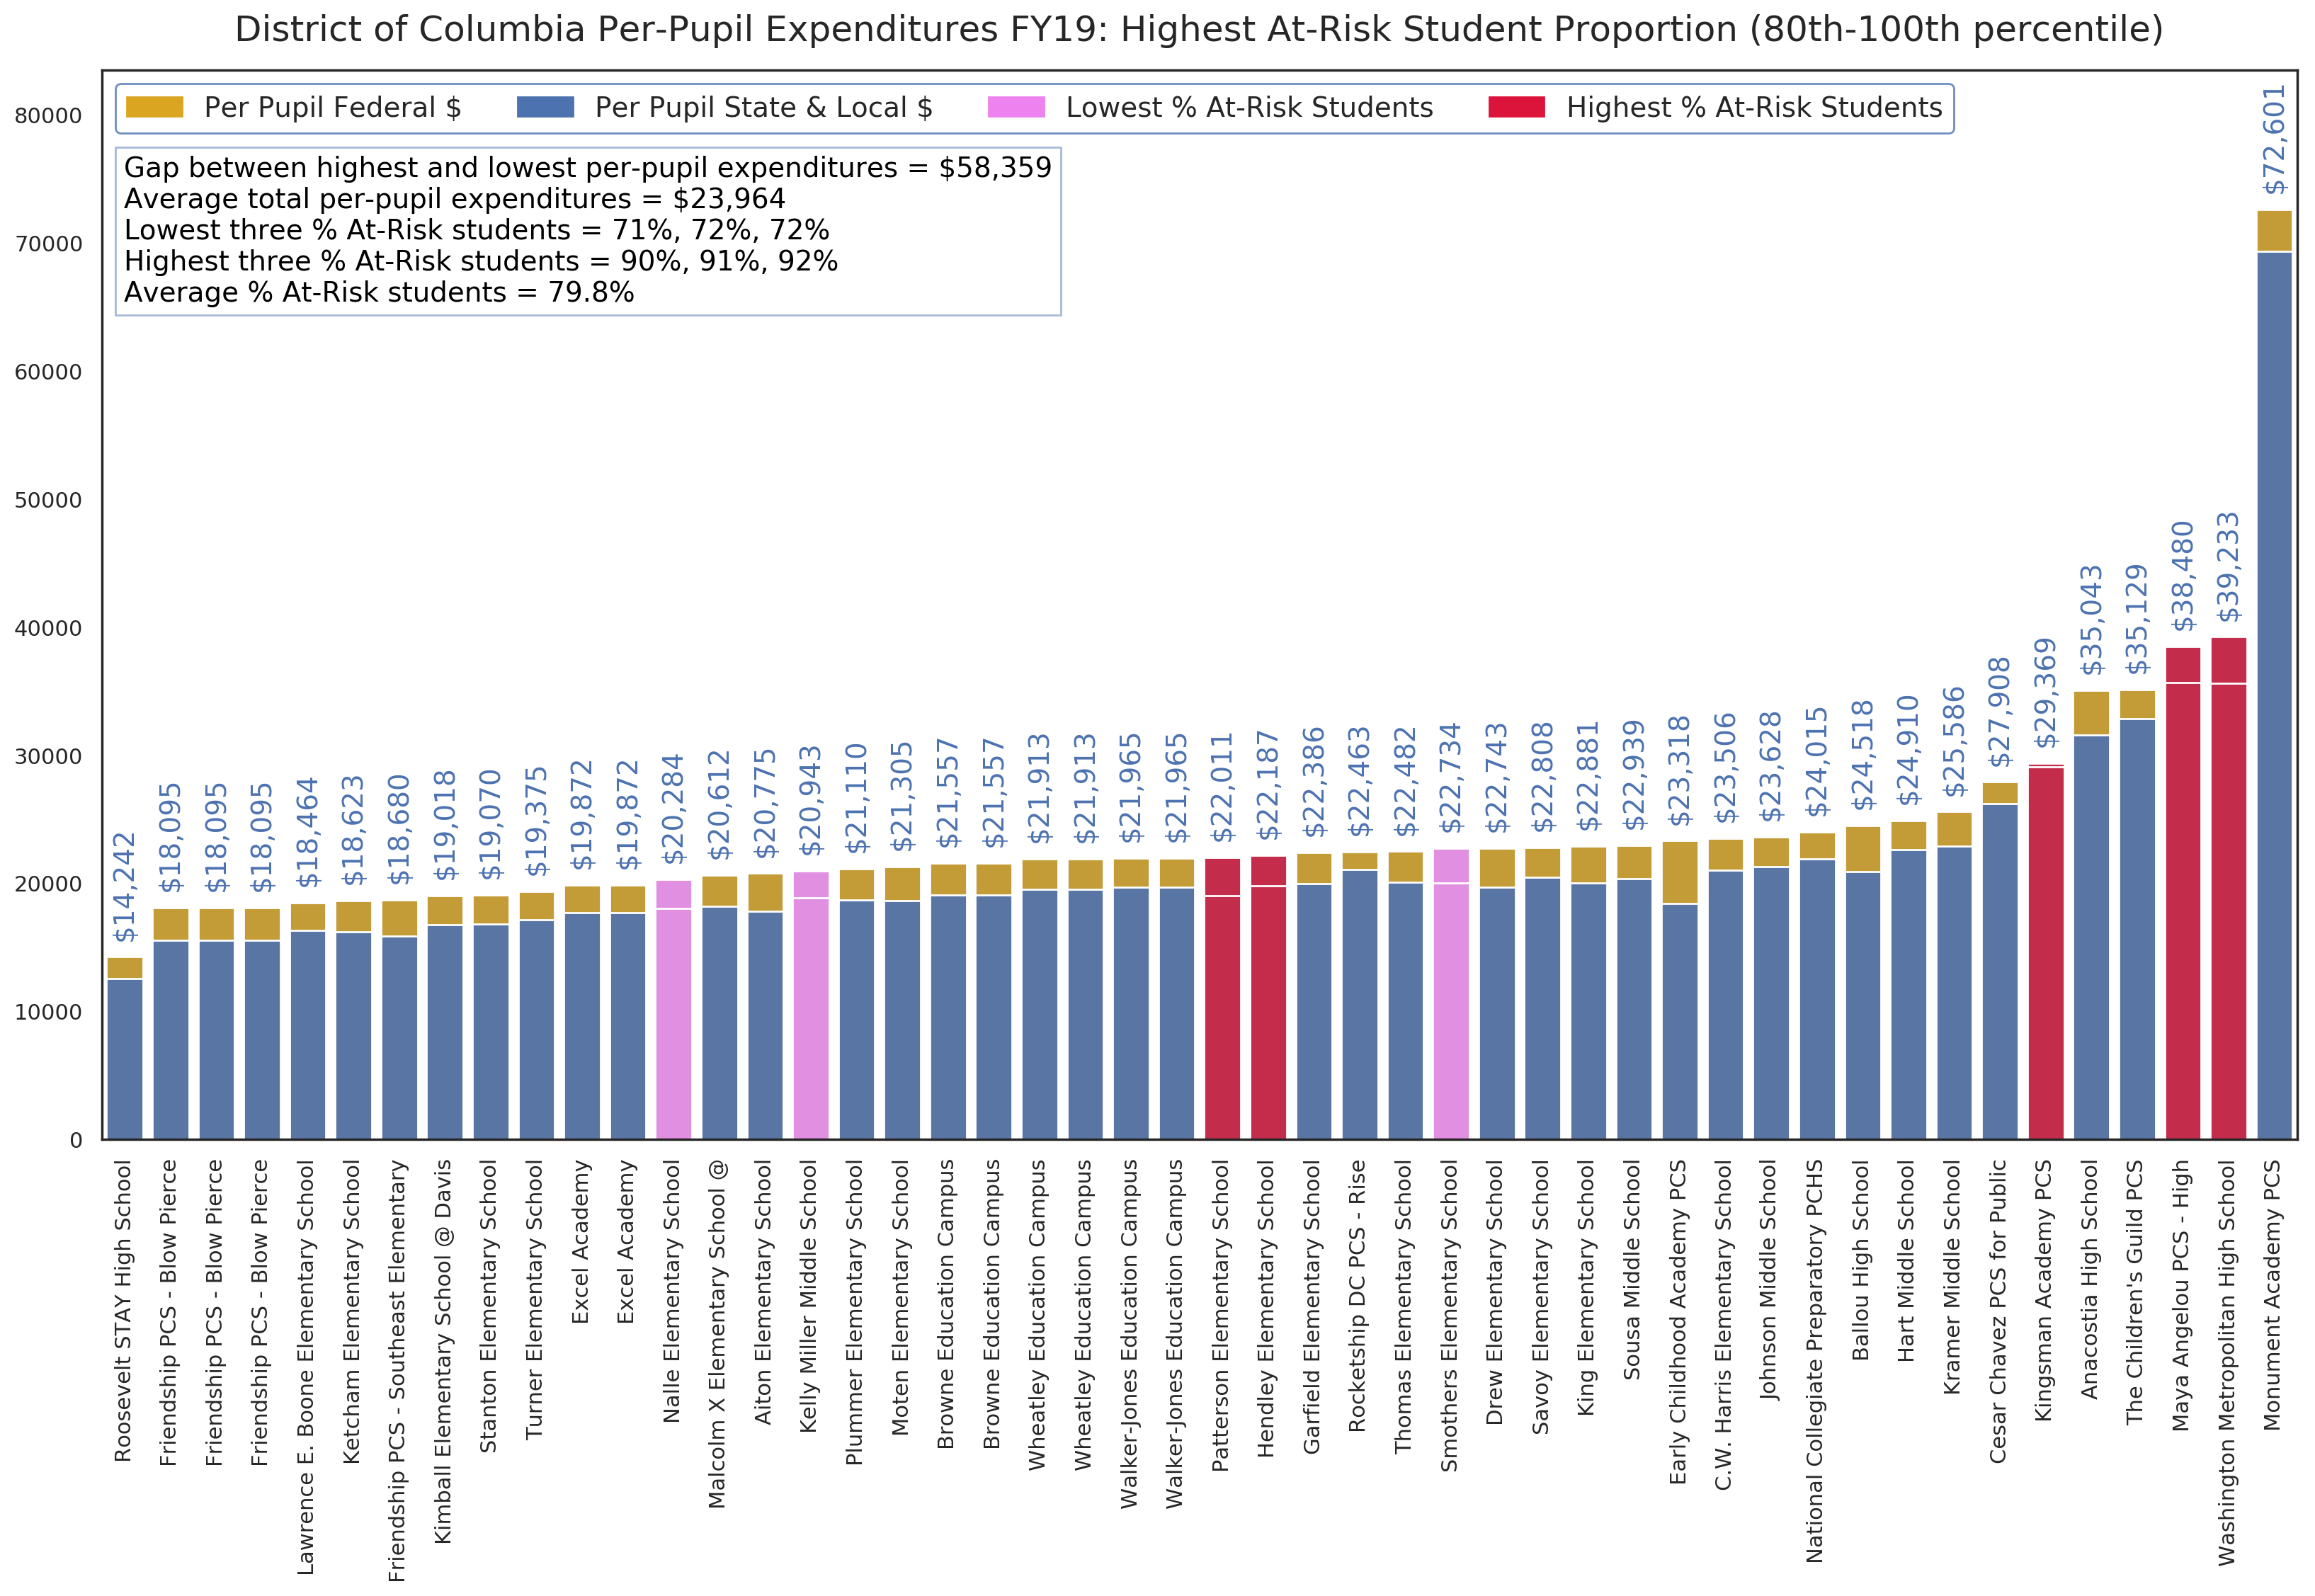 District of Columbia Per-Pupil Expenditures FY19: Highest At-Risk Student Proportion (80th-100th percentile)
Per Pupil Federal $
Per Pupil State & Local $
Lowest % At-Risk Students
Highest % At-Risk Students
Gap between highest and lowest per-pupil expenditures = $58,359
Average total per-pupil expenditures = $23,964
Lowest three % At-Risk students = 71%, 72%, 72%
Highest three % At-Risk students = 90%, 91%, 92%
Average % At-Risk students = 79.8%
80000
70000
60000
50000
40000
30000
20000
10000
0
$14,242
$18,095
$18,095
$18,095
$18,464
$18,623
$18,680
$19,018
$19,070
$19,375
$19,872
$19,872
$20,284
$20,612
$20,775
$20,943
$21,110
$21,305
$21,557
$21,557
$21,913
$21,913
$21,965
$21,965
$22,011
$22,187
$22,386
$22,463
$22,482
$22,734
$22,743
$22,808
$22,881
$22,939
$23,318
$23,506
$23,628
$24,015
$24,518
$24,910
$25,586
$27,908
$29,369
$35,043
$35,129
$38,480
$39,233
$72,601
Roosevelt STAY High School
Friendship PCS - Blow Pierce
Friendship PCS - Blow Pierce
Friendship PCS - Blow Pierce
Lawrence E. Boone Elementary School
Ketcham Elementary School
Friendship PCS - Southeast Elementary
Kimball Elementary School @ Davis
Stanton Elementary School
Turner Elementary School
Excel Academy
Excel Academy
Nalle Elementary School
Malcolm X Elementary School @
Aiton Elementary School
Kelly Miller Middle School
Plummer Elementary School
Moten Elementary School
Browne Education Campus
Browne Education Campus
Wheatley Education Campus
Wheatley Education Campus
Walker-Jones Education Campus
Walker-Jones Education Campus
Patterson Elementary School
Hendley Elementary School
Garfield Elementary School
Rocketship DC PCS - Rise
Thomas Elementary School
Smothers Elementary School
Drew Elementary School
Savoy Elementary School
King Elementary School
Sousa Middle School
Early Childhood Academy PCS
C.W. Harris Elementary School
Johnson Middle School
National Collegiate Preparatory PCHS
Ballou High School
Hart Middle School
Kramer Middle School
Cesar Chavez PCS for Public
Kingsman Academy PCS
Anacostia High School
The Children's Guild PCS
Maya Angelou PCS - High
Washington Metropolitan High School
Monument Academy PCS